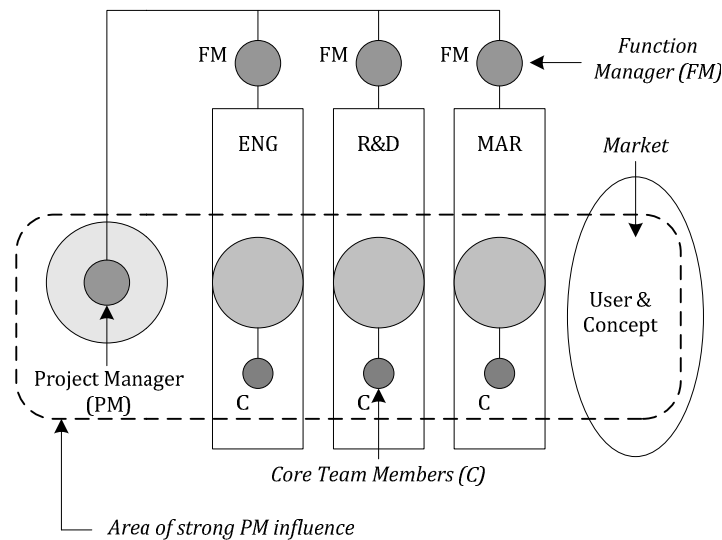 FM
FM
FM
Function
Manager (FM)
ENG
R&D
MAR
Market
User &
Concept
Project Manager
(PM)
C
C
C
Core Team Members (C)
Area of strong PM influence